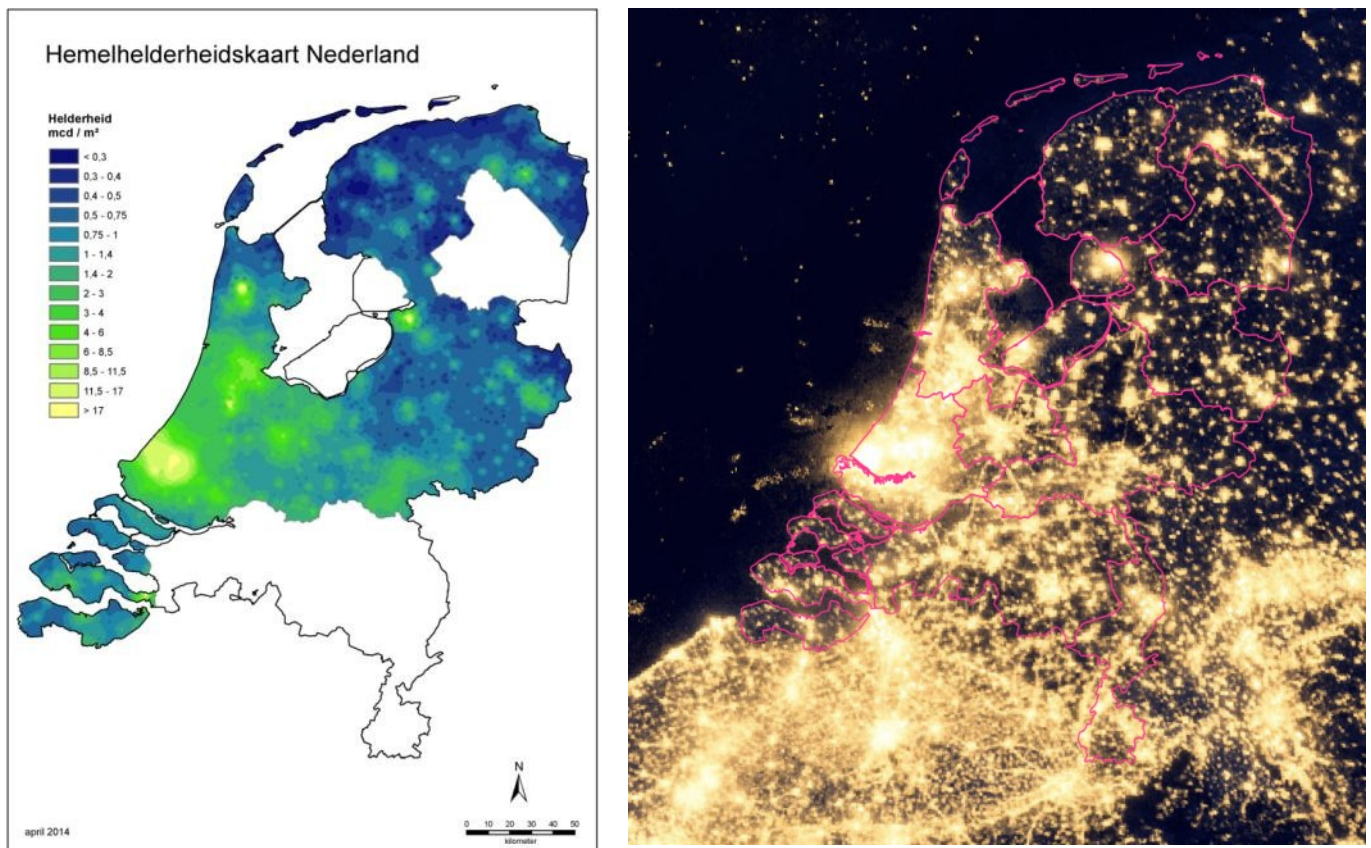 Hemelhelderheidskaart Nederland
Helderheid
mcd / m²
< 0,3
0,3 - 0,4
0,4 - 0,5
0,5 - 0,75
0,75 - 1
1 - 1,4
1,4 - 2
2 - 3
3 - 4
4 - 6
6 - 8,5
8,5 - 11,5
11,5 - 17
> 17
N
april 2014
0 10 20 30 40 50
kilometer